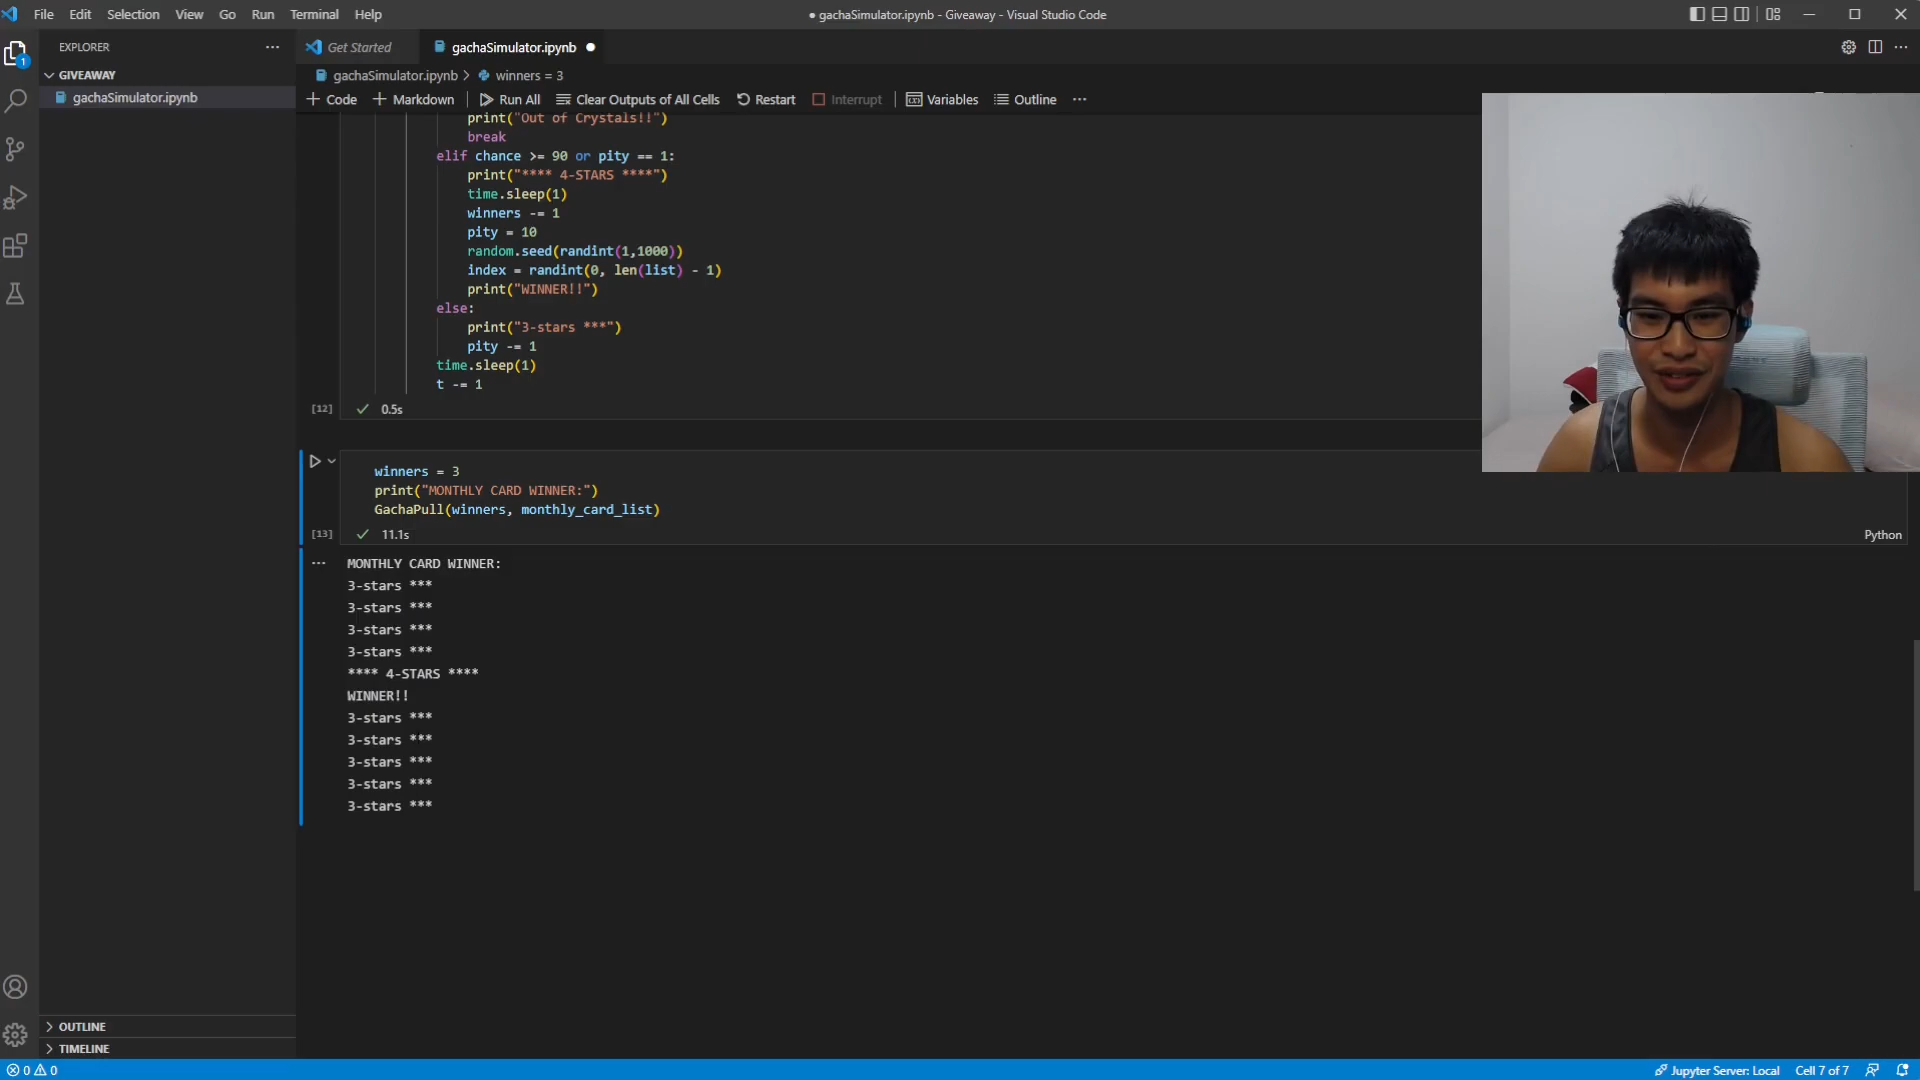 File Edit Selection View Go Run Terminal Help
● gachaSimulator.ipynb - Giveaway - Visual Studio Code
EXPLORER
Get Started
gachaSimulator.ipynb
GIVEAWAY
gachaSimulator.ipynb > winners = 3
gachaSimulator.ipynb
Code Markdown Run All Clear Outputs of All Cells Restart Interrupt Variables Outline
print("Out of Crystals!!")
break
elif chance >= 90 or pity == 1:
print("**** 4-STARS ****")
time.sleep(1)
winners -= 1
pity = 10
random.seed(randint(1,1000))
index = randint(0, len(list) - 1)
print("WINNER!!")
else:
print("3-stars ***")
pity -= 1
time.sleep(1)
t -= 1
[12] 0.5s
winners = 3
print("MONTHLY CARD WINNER:")
GachaPull(winners, monthly_card_list)
[13] 11.1s
Python
MONTHLY CARD WINNER:
3-stars ***
3-stars ***
3-stars ***
3-stars ***
**** 4-STARS ****
WINNER!!
3-stars ***
3-stars ***
3-stars ***
3-stars ***
3-stars ***
OUTLINE
TIMELINE
0 0
Jupyter Server: Local Cell 7 of 7
1